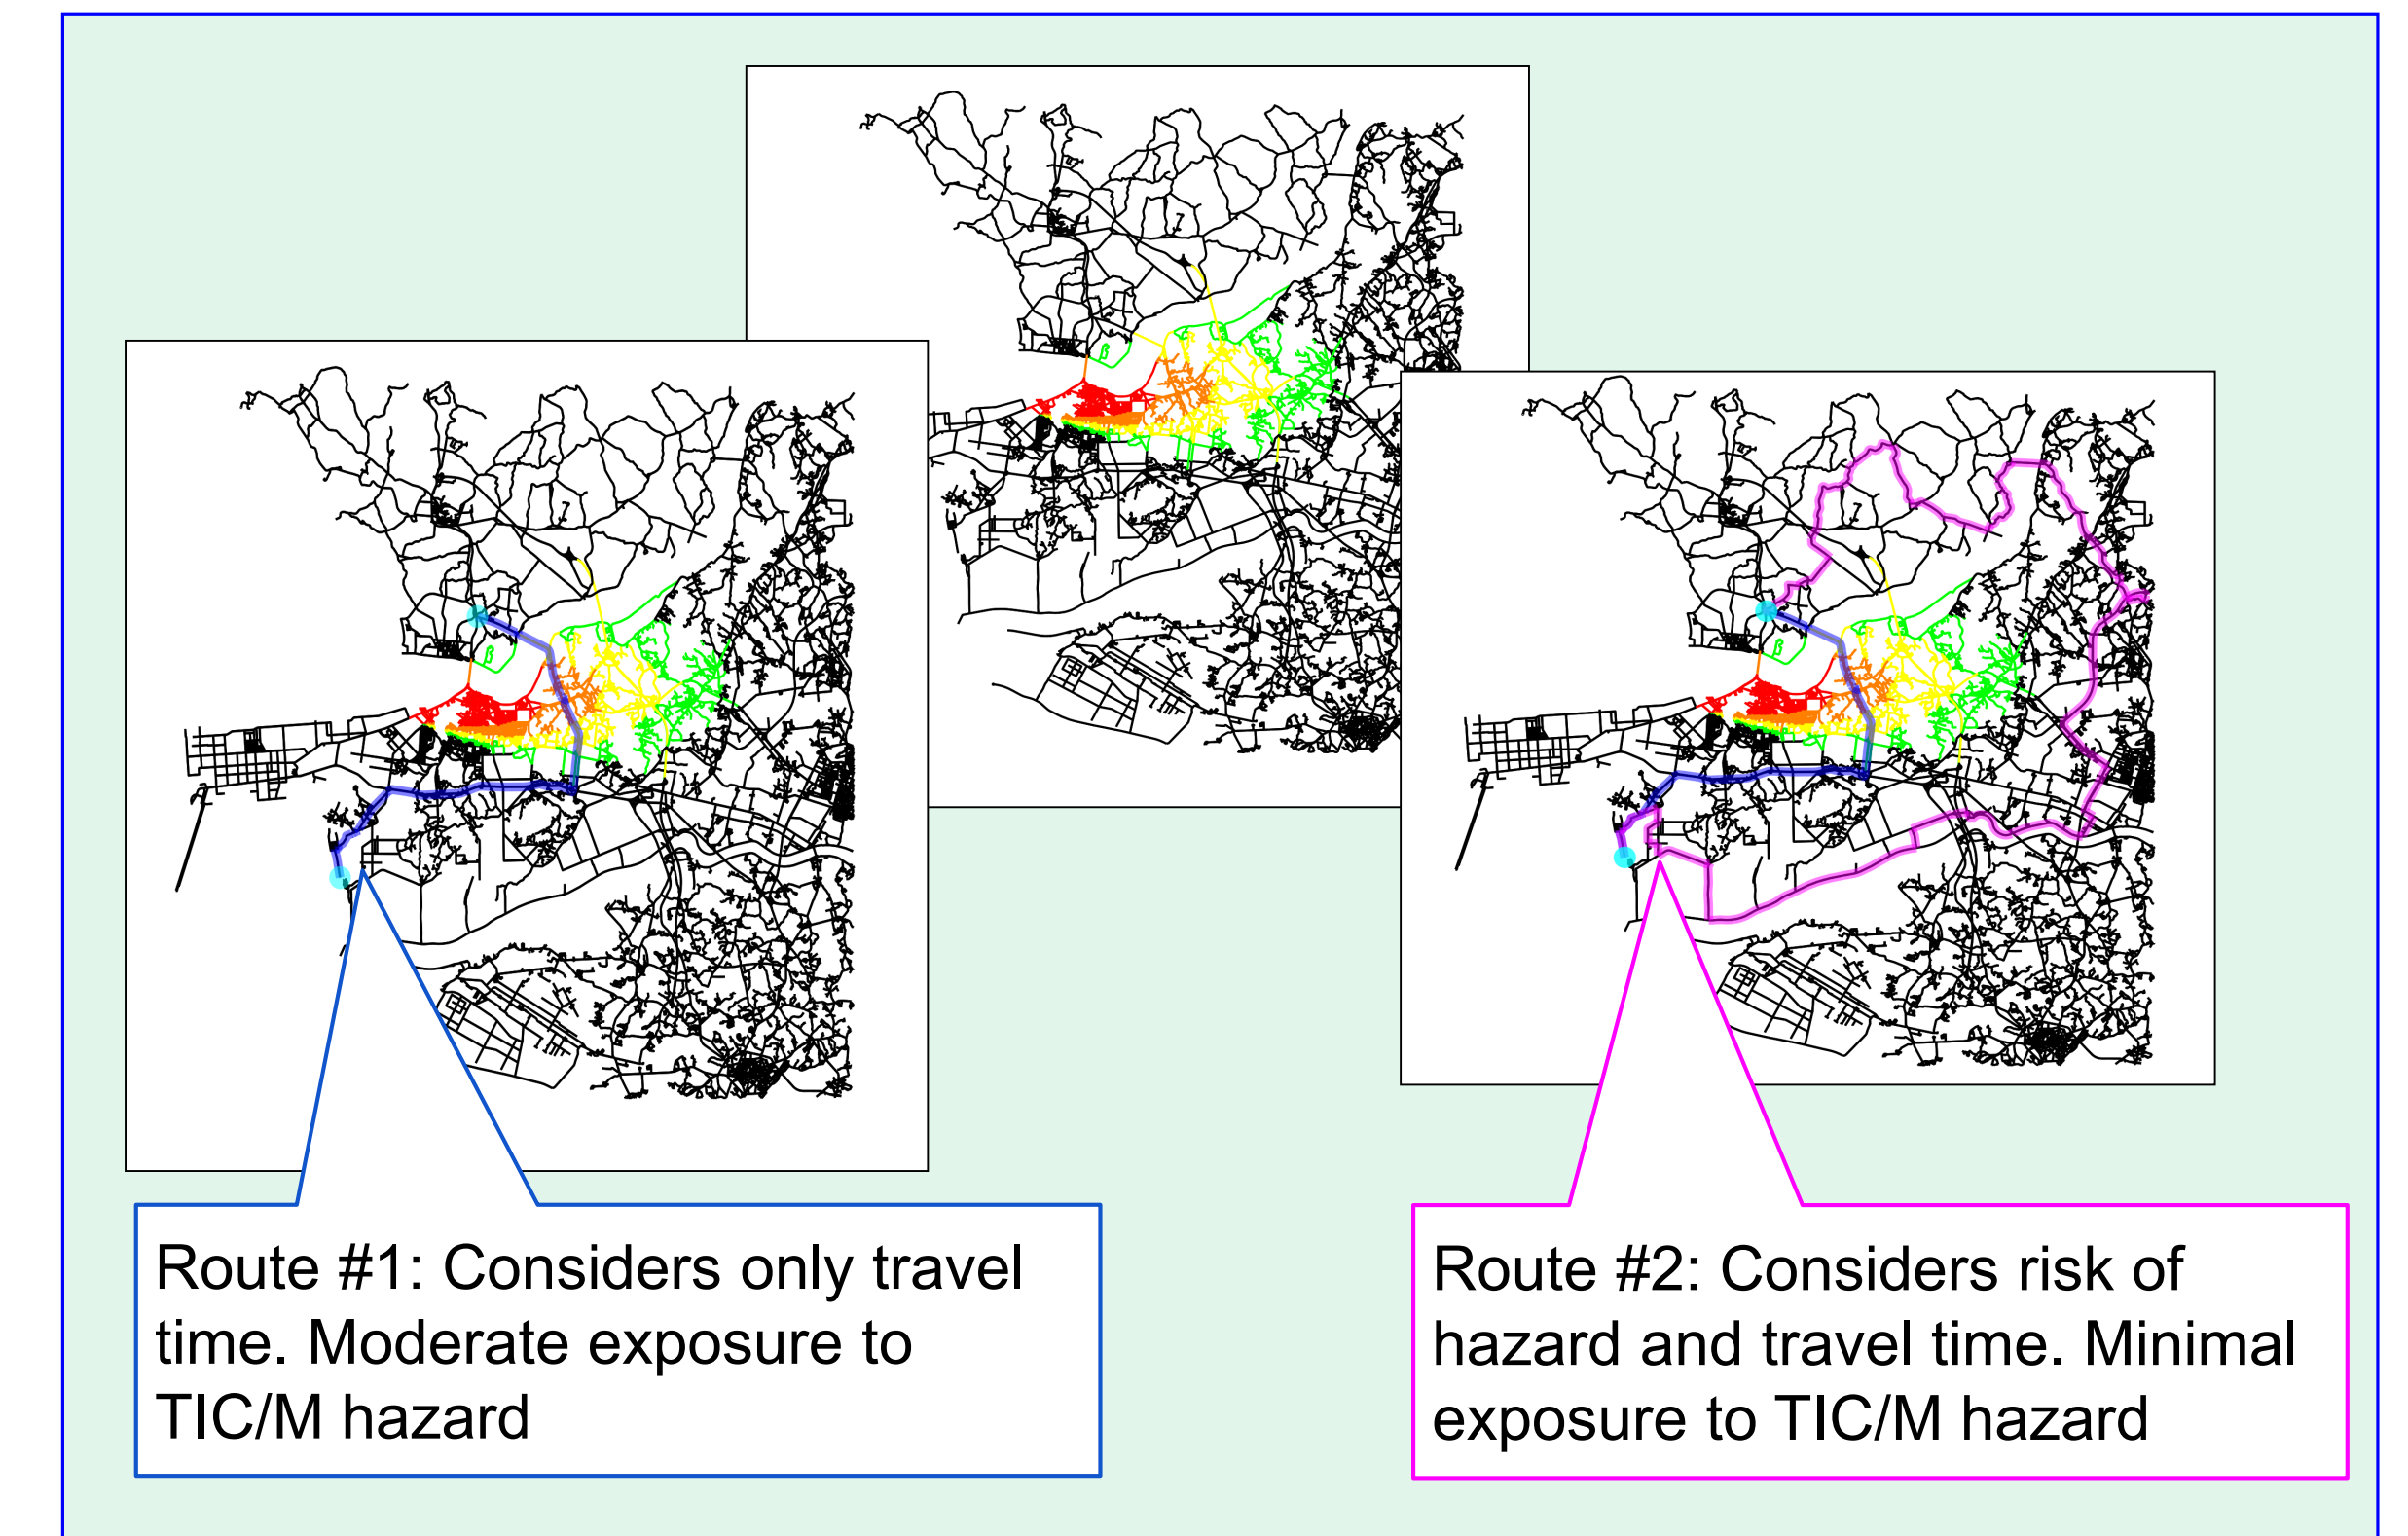 Route #1: Considers only travel
time. Moderate exposure to
TIC/M hazard
Route #2: Considers risk of
hazard and travel time. Minimal
exposure to TIC/M hazard